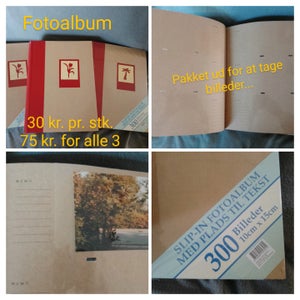 Fotoalbum
30 kr. pr. stk.
75 kr. for alle 3
Pakket ud for at tage
billeder...
MEMO
SLIP-IN FOTOALBUM
MED PLADS TIL TEKST
300 Billeder
10cm x 15cm